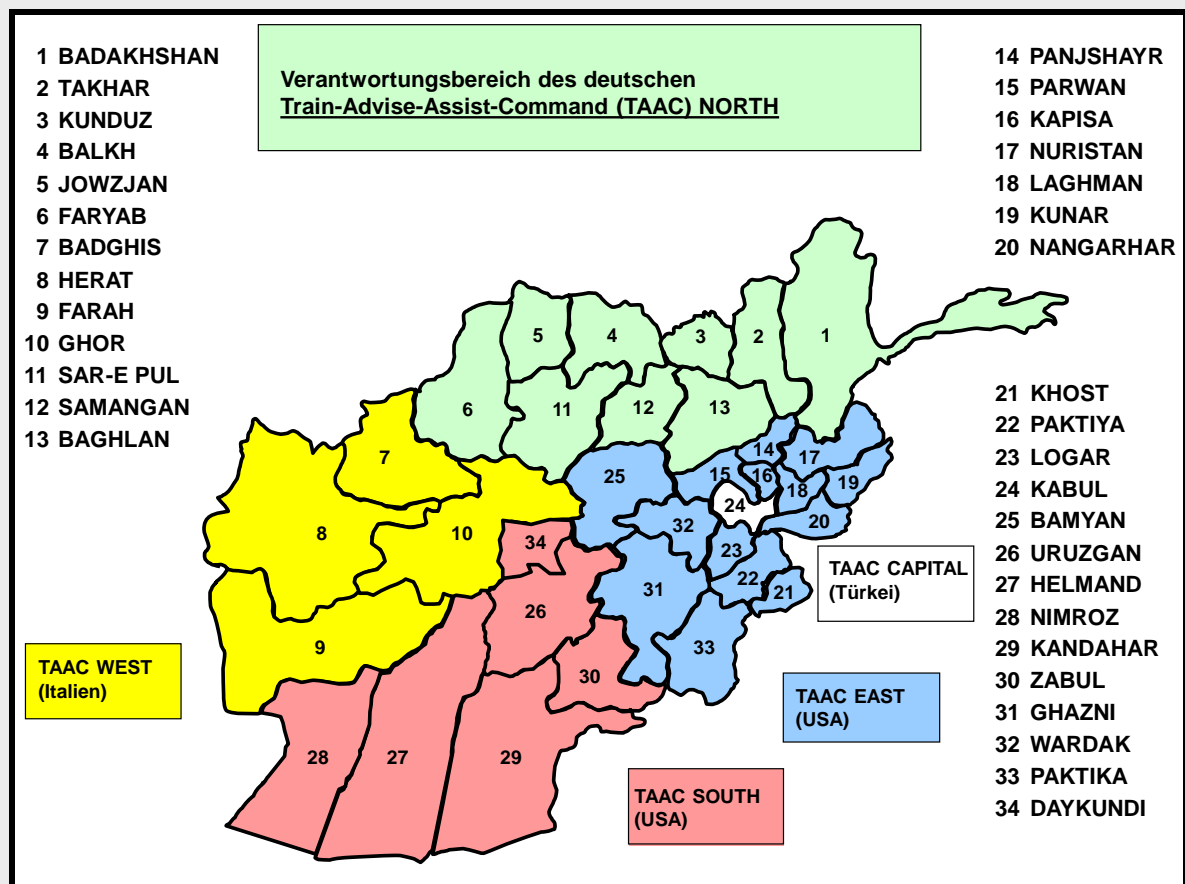 1 BADAKHSHAN
2 TAKHAR
3 KUNDUZ
4 BALKH
5 JOWZJAN
6 FARYAB
7 BADGHIS
8 HERAT
9 FARAH
10 GHOR
11 SAR-E PUL
12 SAMANGAN
13 BAGHLAN
Verantwortungsbereich des deutschen
Train-Advise-Assist-Command (TAAC) NORTH
14 PANJSHAYR
15 PARWAN
16 KAPISA
17 NURISTAN
18 LAGHMAN
19 KUNAR
20 NANGARHAR
21 KHOST
22 PAKTIYA
23 LOGAR
24 KABUL
25 BAMYAN
26 URUZGAN
27 HELMAND
28 NIMROZ
29 KANDAHAR
30 ZABUL
31 GHAZNI
32 WARDAK
33 PAKTIKA
34 DAYKUNDI
5
4
3
2
1
6
11
12
13
7
14
17
25
15
16
18
19
8
10
24
20
32
34
23
22
21
31
26
9
33
30
28
27
29
TAAC CAPITAL
(Türkei)
TAAC WEST
(Italien)
TAAC EAST
(USA)
TAAC SOUTH
(USA)